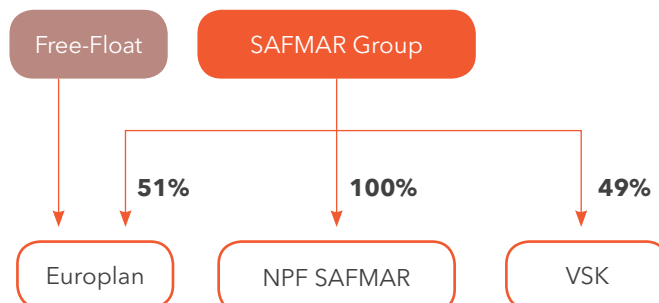 Free-Float
SAFMAR Group
51%
100%
49%
Europlan
NPF SAFMAR
VSK